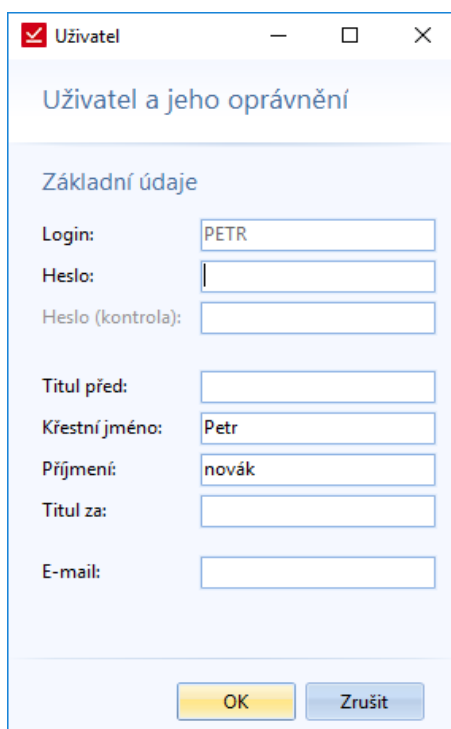 Uživatel
Uživatel a jeho oprávnění
Základní údaje
Login: PETR
Heslo:
Heslo (kontrola):
Titul před:
Křestní jméno: Petr
Příjmení: novák
Titul za:
E-mail:
OK Zrušit